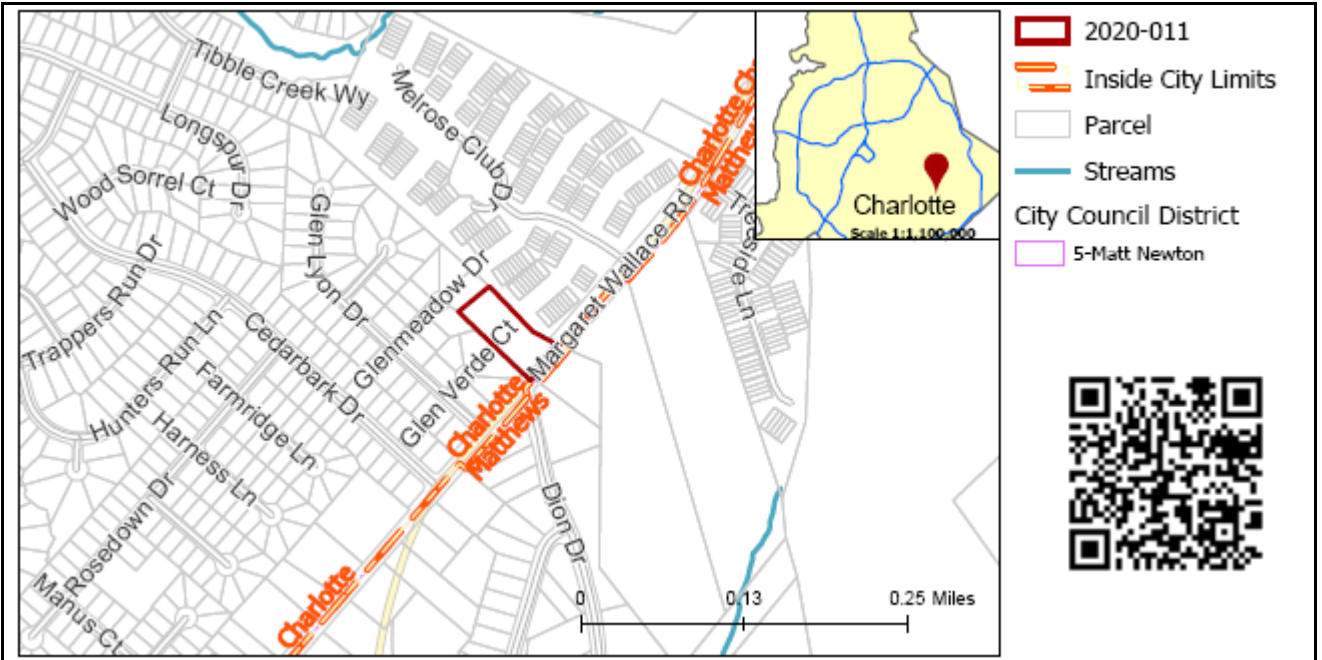 Tibble Creek Wy
Melrose Club Dr
Longspur Dr
Wood Sorrel Ct
Glen Lyon Dr
Trappers Run Dr
Hunters Run Ln
Cedarbark Dr
Glenmeadow Dr
Glen Verde Ct
Farmridge Ln
Harness Ln
Rosedown Dr
Manus Ct
Margaret Wallace Rd
Charlotte
Matthews
Charlotte
Matthews
Charlotte
Ch
Treeside Ln
Dion Dr
0
0.13
0.25 Miles
Charlotte
Scale 1:1,100,000
2020-011
Inside City Limits
Parcel
Streams
City Council District
5-Matt Newton